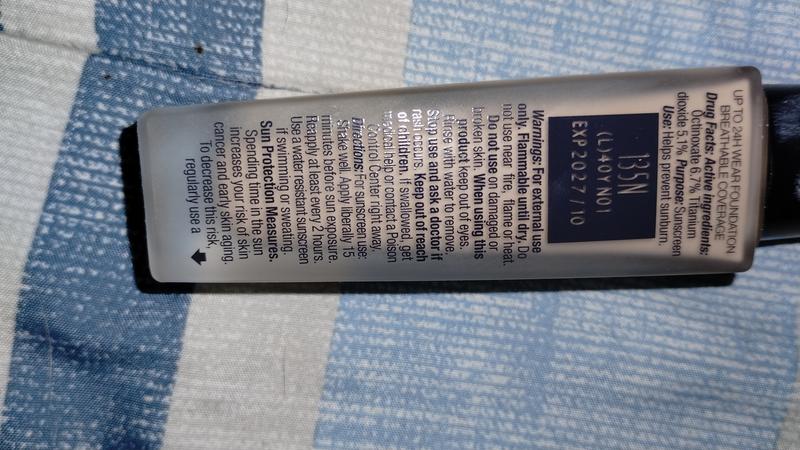 UP TO 24H WEAR FOUNDATION
BREATHABLE COVERAGE
Drug Facts: Active ingredients:
Octinoxate 6.7%, Titanium
dioxide 5.1%. Purpose: Sunscreen
Use: Helps prevent sunburn.
135N
(L)40Y N01
EXP 2027/10
Warnings: For external use
only. Flammable until dry. Do
not use near fire, flame or heat.
Do not use on damaged or
broken skin. When using this
product keep out of eyes.
Rinse with water to remove.
Stop use and ask a doctor if
rash occurs. Keep out of reach
of children. If swallowed, get
medical help or contact a Poison
Control Center right away.
Directions: For sunscreen use:
Shake well. Apply liberally 15
minutes before sun exposure.
Reapply at least every 2 hours.
Use a water resistant sunscreen
if swimming or sweating.
Sun Protection Measures.
Spending time in the sun
increases your risk of skin
cancer and early skin aging.
To decrease this risk,
regularly use a